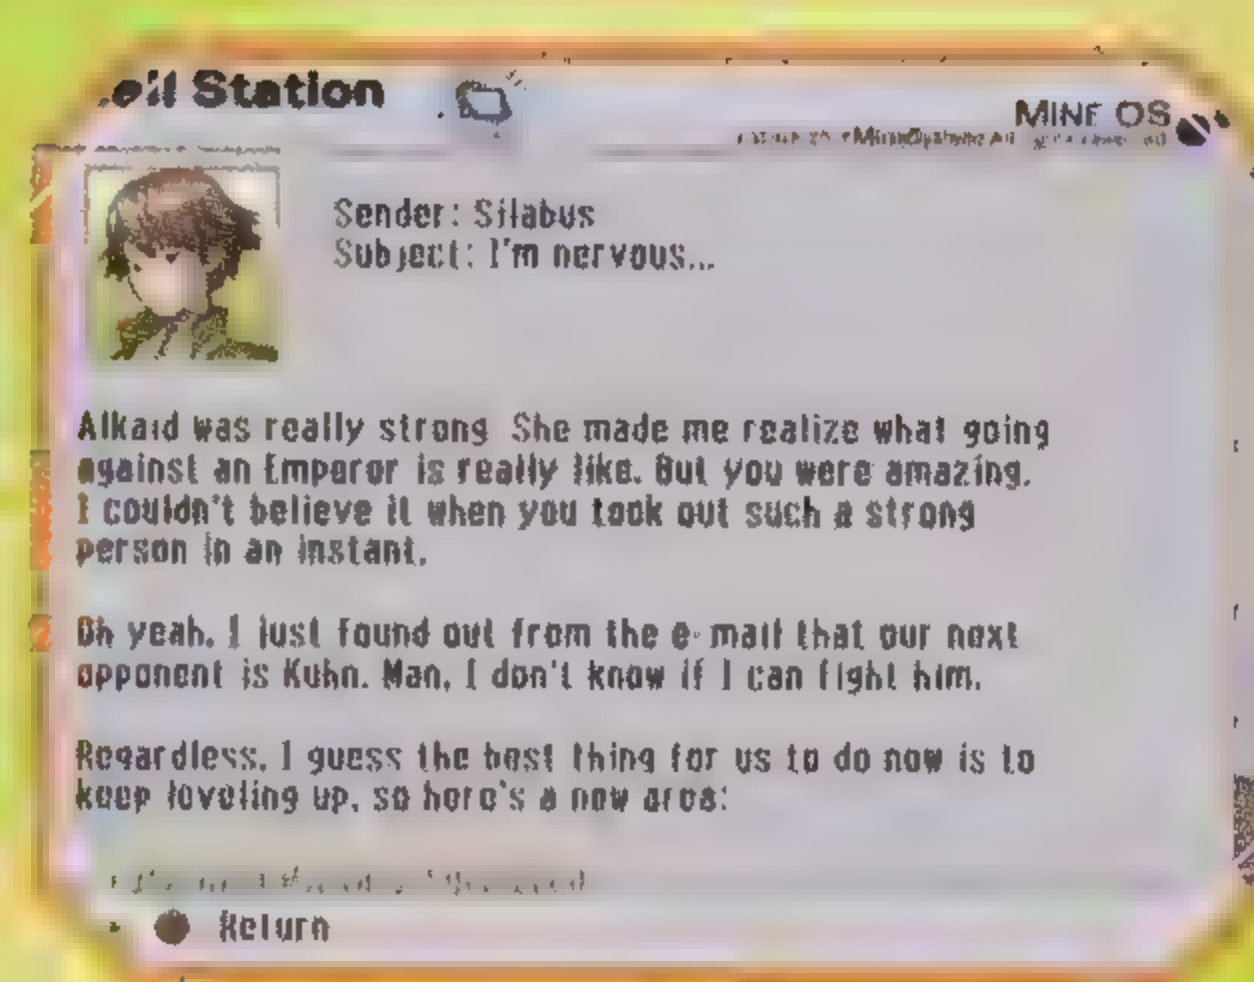 Station
MINE OS
Sender: Silabus
Subject: I'm nervous...
Alkaid was really strong. She made me realize what going
against an Emperor is really like. But you were amazing.
I couldn't believe it when you took out such a strong
person in an instant.
Oh yeah, I just found out from the e-mail that our next
opponent is Kuhn. Man, I don't know if I can fight him.
Regardless, I guess the best thing for us to do now is to
keep leveling up, so here's a new area:
Return